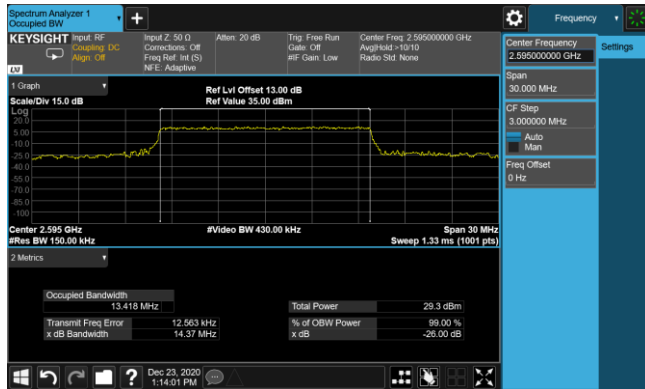 Spectrum Analyzer 1
Occupied BW
+
Frequency
KEYSIGHT
Input: RF
Coupling: DC
Align: Off
Input Z: 50 Ω
Corrections: Off
Freq Ref: Int (S)
NFE: Adaptive
Atten: 20 dB
Trig: Free Run
Gate: Off
#IF Gain: Low
Center Freq: 2.595000000 GHz
Avg|Hold:>10/10
Radio Std: None
LXI
Center Frequency
2.595000000 GHz
Settings
Span
30.000 MHz
CF Step
3.000000 MHz
Auto
Man
Freq Offset
0 Hz
1 Graph
Scale/Div 15.0 dB
Ref Lvl Offset 13.00 dB
Ref Value 35.00 dBm
Log
20.0
5.00
-10.0
-25.0
-40.0
-55.0
-70.0
-85.0
-100
Center 2.595 GHz
#Video BW 430.00 kHz
Span 30 MHz
#Res BW 150.00 kHz
Sweep 1.33 ms (1001 pts)
2 Metrics
Occupied Bandwidth
13.418 MHz
Total Power 29.3 dBm
Transmit Freq Error 12.563 kHz
% of OBW Power 99.00 %
x dB Bandwidth 14.37 MHz
x dB -26.00 dB
?
Dec 23, 2020
1:14:01 PM